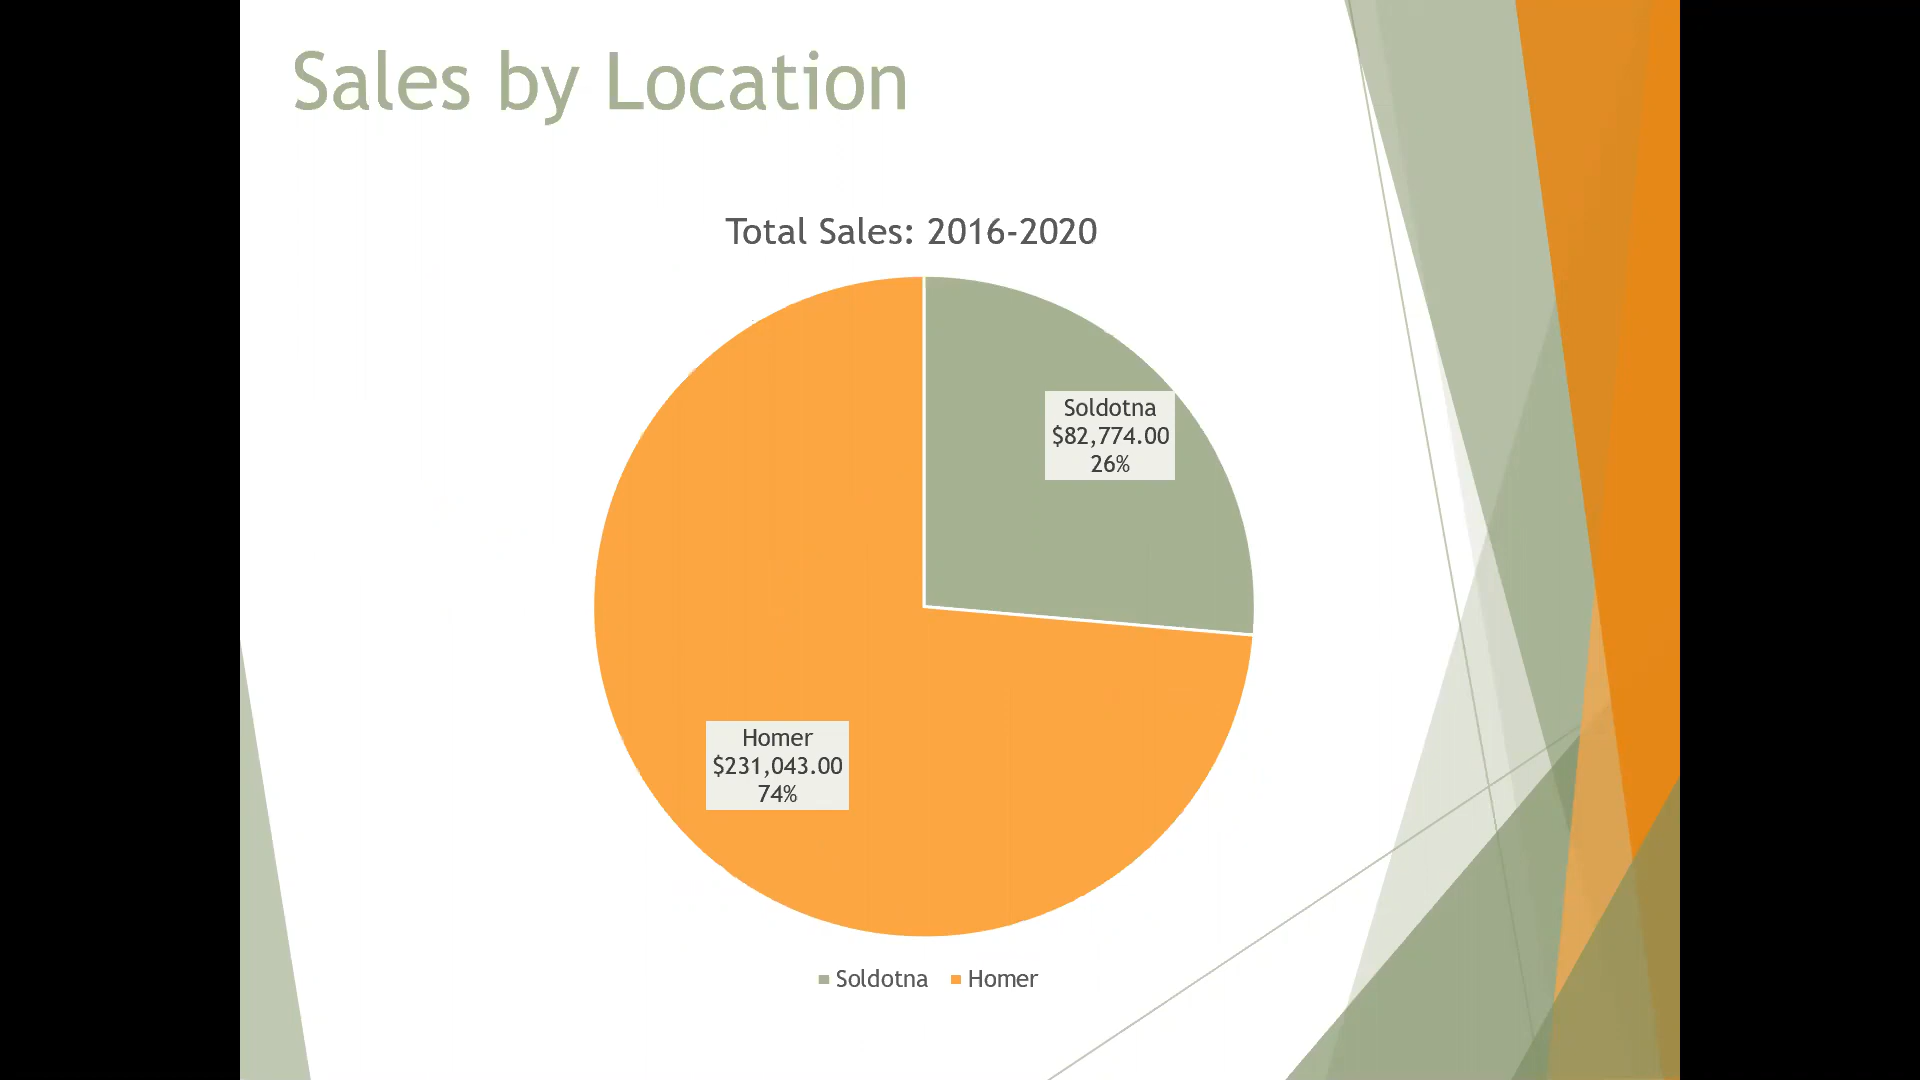 Sales by Location
Total Sales: 2016-2020
Soldotna
$82,774.00
26%
Homer
$231,043.00
74%
Soldotna Homer